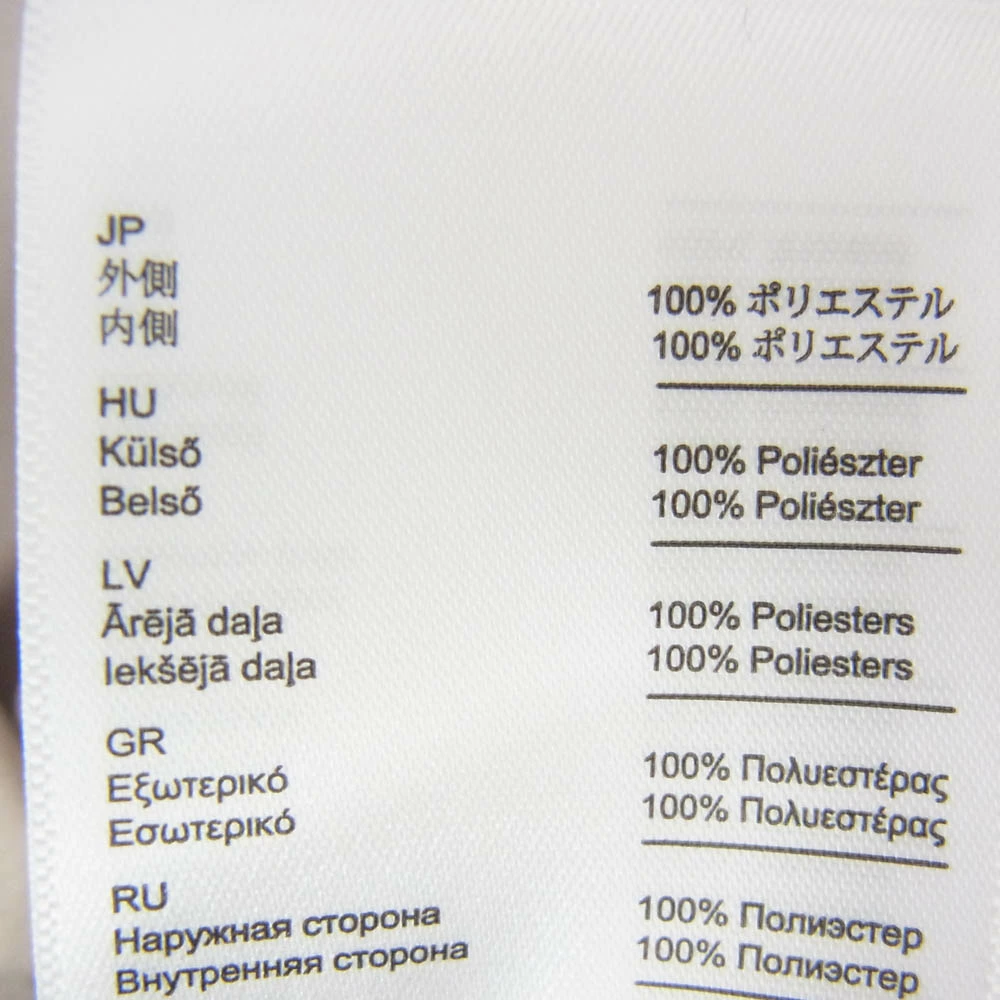 JP
外側 100% ポリエステル
内側 100% ポリエステル
HU
Külső 100% Poliészter
Belső 100% Poliészter
LV
Ārējā daļa 100% Poliesters
Iekšējā daļa 100% Poliesters
GR
Εξωτερικό 100% Πολυεστέρας
Εσωτερικό 100% Πολυεστέρας
RU
Наружная сторона 100% Полиэстер
Внутренняя сторона 100% Полиэстер